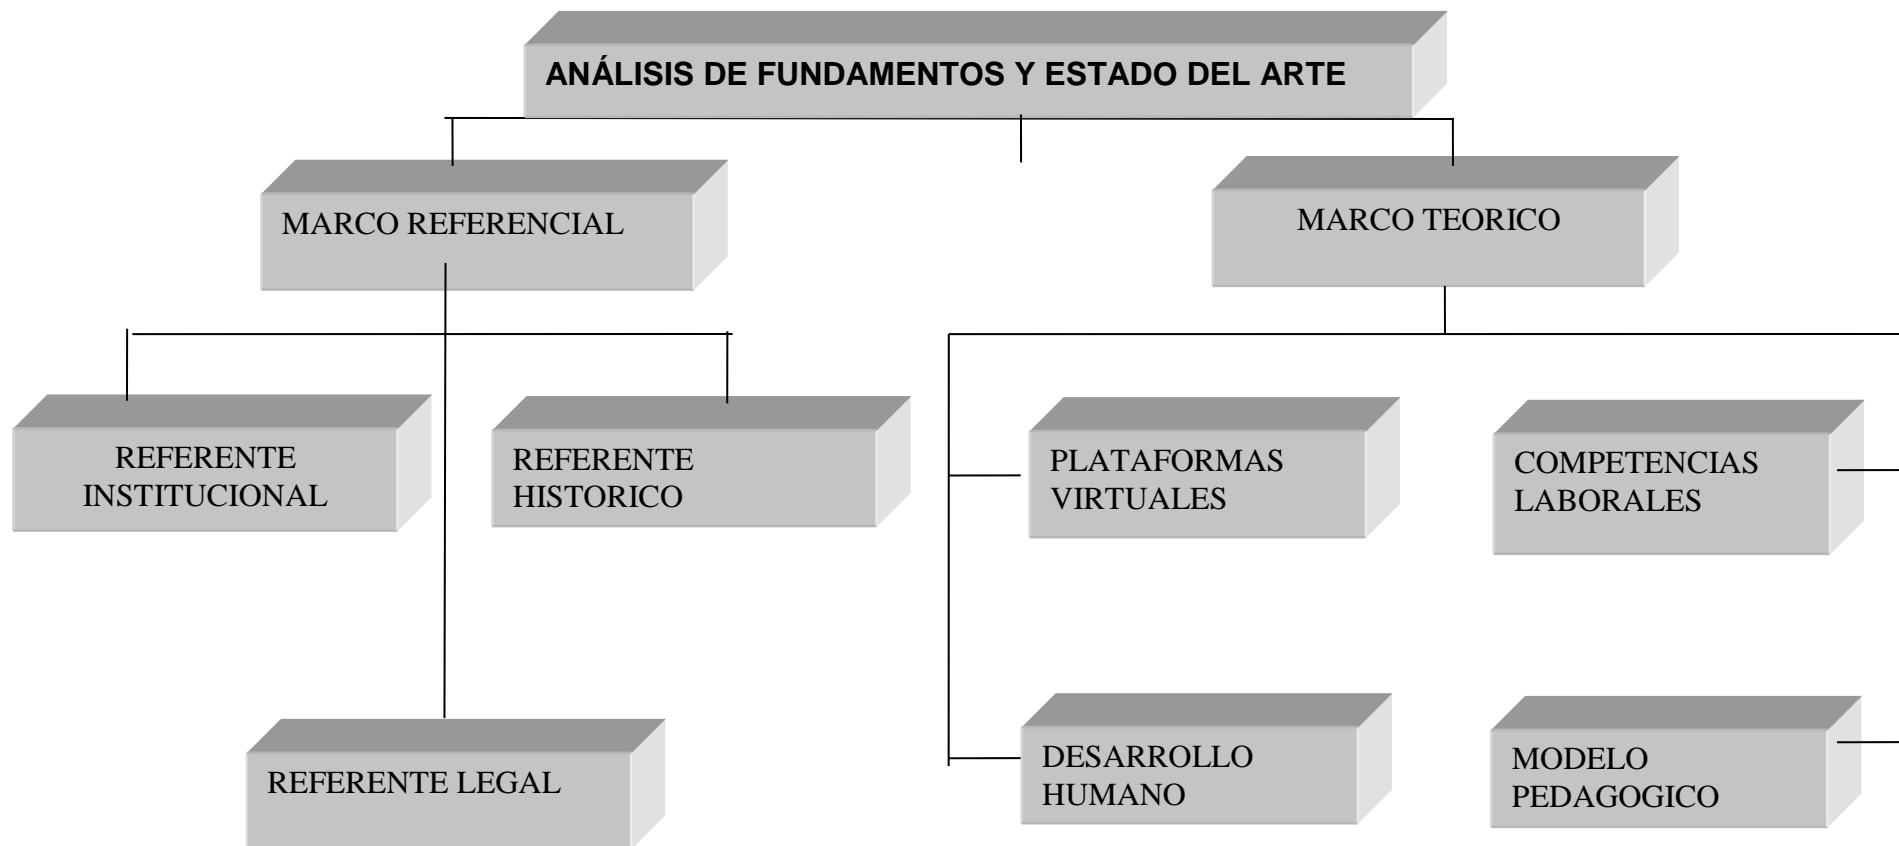 ANÁLISIS DE FUNDAMENTOS Y ESTADO DEL ARTE
MARCO REFERENCIAL
MARCO TEORICO
REFERENTE
INSTITUCIONAL
REFERENTE
HISTORICO
PLATAFORMAS
VIRTUALES
COMPETENCIAS
LABORALES
REFERENTE LEGAL
DESARROLLO
HUMANO
MODELO
PEDAGOGICO